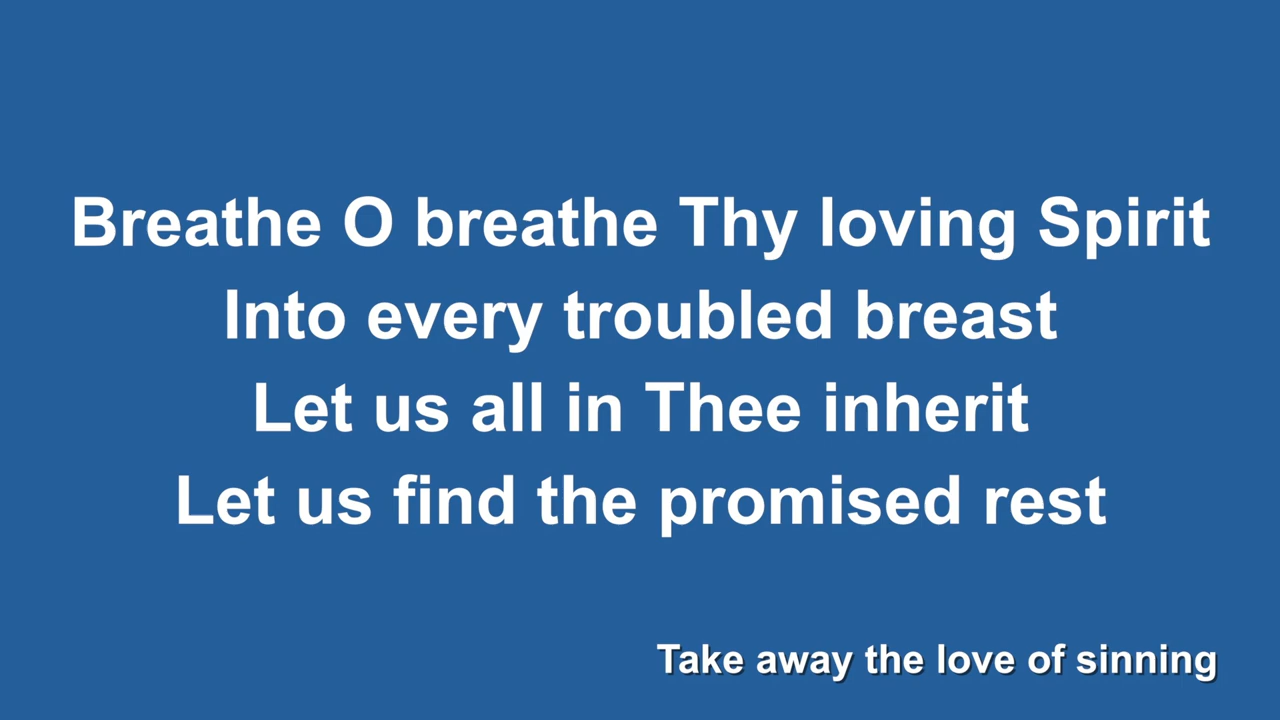 Breathe O breathe Thy loving Spirit
Into every troubled breast
Let us all in Thee inherit
Let us find the promised rest
Take away the love of sinning